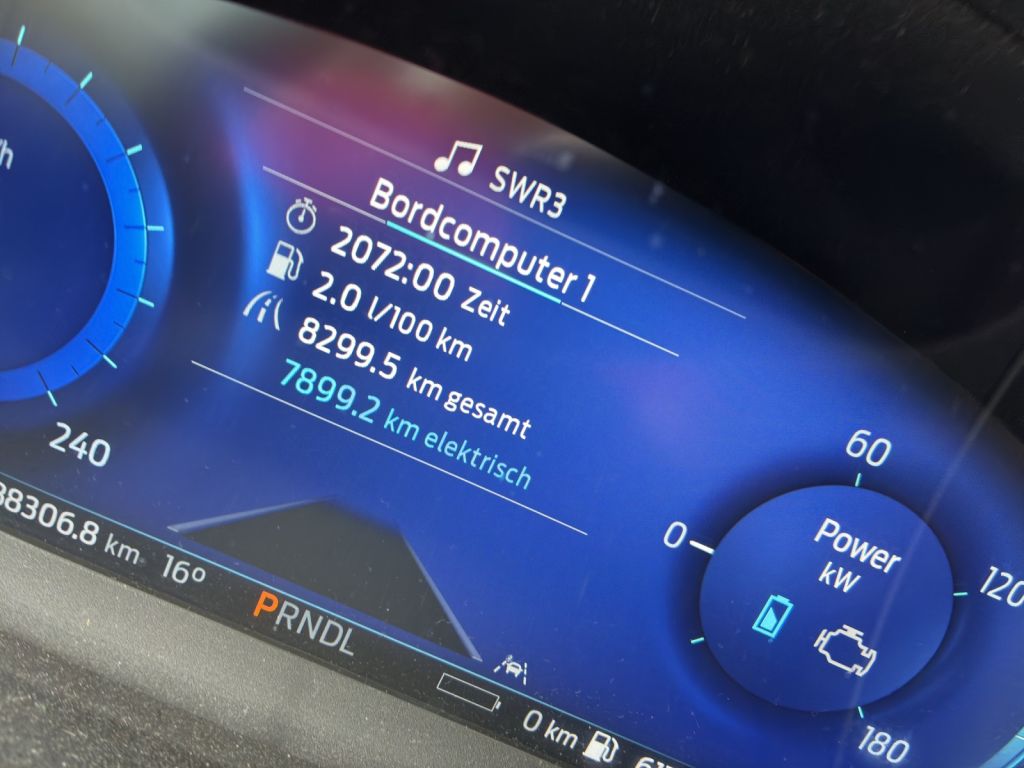 SWR3
Bordcomputer 1
2072:00 Zeit
2.0 l/100 km
8299.5 km gesamt
7899.2 km elektrisch
240
60
0
120
180
Power
kW
38306.8 km
16°
PRNDL
0 km